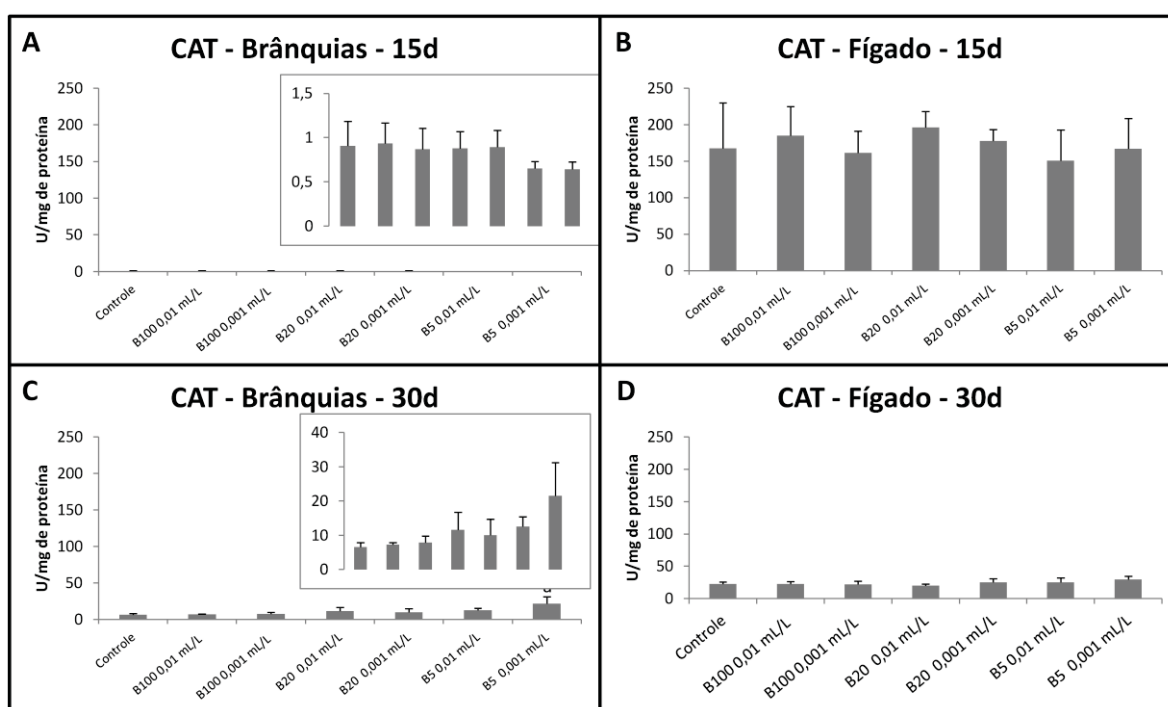 A
CAT - Brânquias - 15d
U/mg de proteína
250
200
150
100
50
0
1,5
1
0,5
0
Controle
B100 0,01 mL/L
B100 0,001 mL/L
B20 0,01 mL/L
B20 0,001 mL/L
B5 0,01 mL/L
B5 0,001 mL/L
B
CAT - Fígado - 15d
U/mg de proteína
250
200
150
100
50
0
Controle
B100 0,01 mL/L
B100 0,001 mL/L
B20 0,01 mL/L
B20 0,001 mL/L
B5 0,01 mL/L
B5 0,001 mL/L
C
CAT - Brânquias - 30d
U/mg de proteína
250
200
150
100
50
0
40
30
20
10
0
Controle
B100 0,01 mL/L
B100 0,001 mL/L
B20 0,01 mL/L
B20 0,001 mL/L
B5 0,01 mL/L
B5 0,001 mL/L
D
CAT - Fígado - 30d
U/mg de proteína
250
200
150
100
50
0
Controle
B100 0,01 mL/L
B100 0,001 mL/L
B20 0,01 mL/L
B20 0,001 mL/L
B5 0,01 mL/L
B5 0,001 mL/L